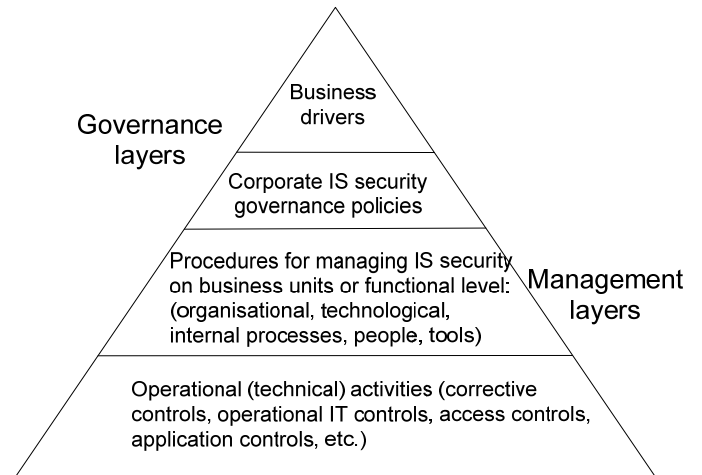 Business
drivers
Governance
layers
Corporate IS security
governance policies
Procedures for managing IS security
on business units or functional level:
(organisational, technological,
internal processes, people, tools)
Management
layers
Operational (technical) activities (corrective
controls, operational IT controls, access controls,
application controls, etc.)